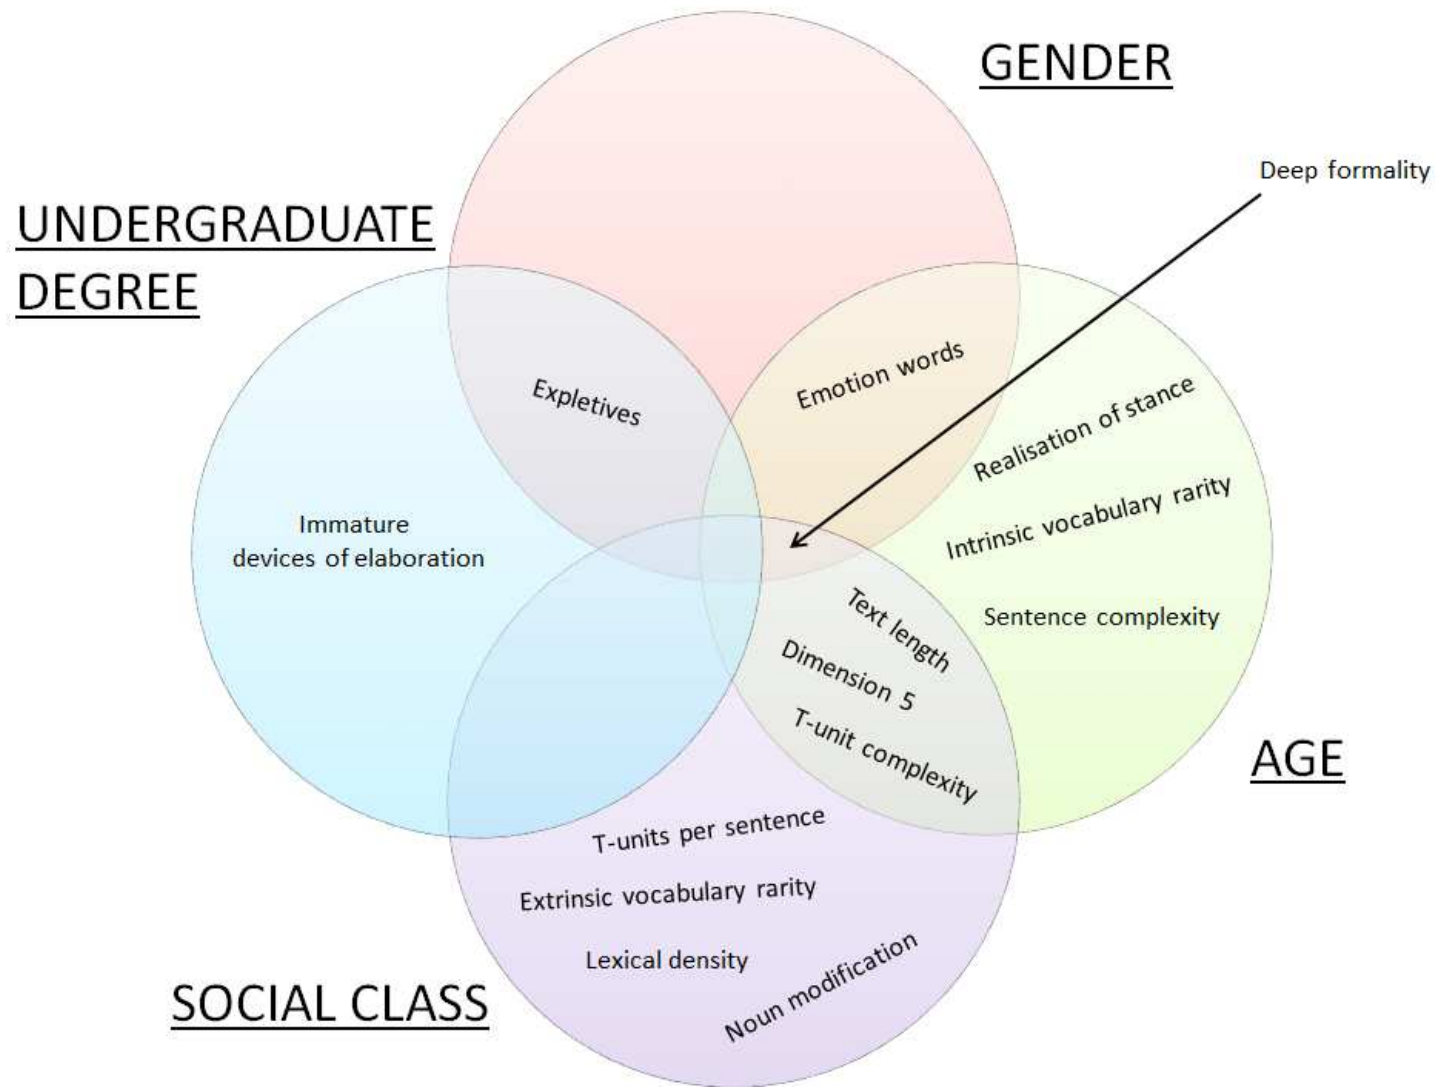 GENDER
Deep formality
UNDERGRADUATE
DEGREE
Emotion words
Expletives
Realisation of stance
Intrinsic vocabulary rarity
Immature
devices of elaboration
Sentence complexity
Text length
Dimension 5
T-unit complexity
AGE
T-units per sentence
Extrinsic vocabulary rarity
Lexical density
Noun modification
SOCIAL CLASS